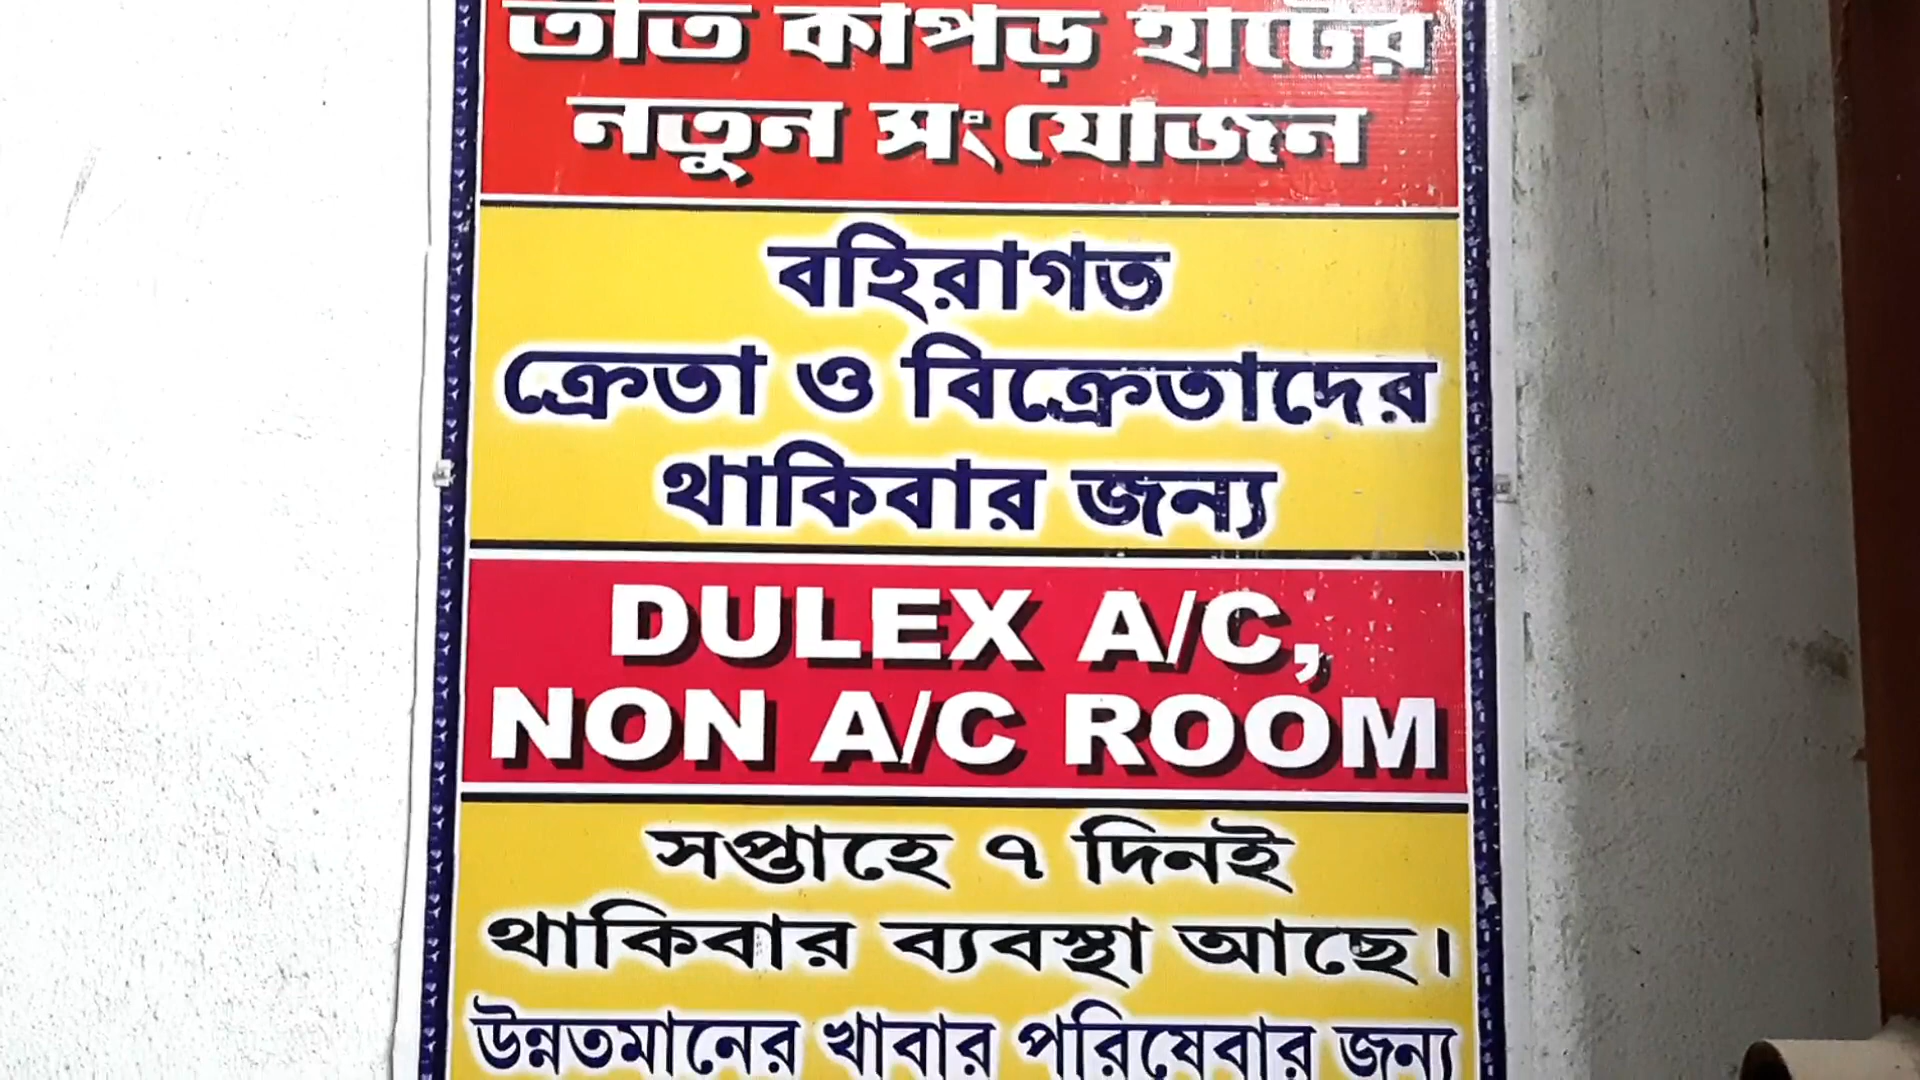 তাঁত কাপড় হাটের
নতুন সংযোজন
বহিরাগত
ক্রেতা ও বিক্রেতাদের
থাকিবার জন্য
DULEX A/C,
NON A/C ROOM
সপ্তাহে ৭ দিনই
থাকিবার ব্যবস্থা আছে।
উন্নতমানের খাবার পরিষেবার জন্য